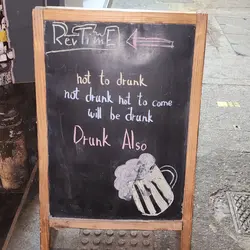 RevTimE
not to drunk
not drunk not to come
will be drunk
Drunk Also